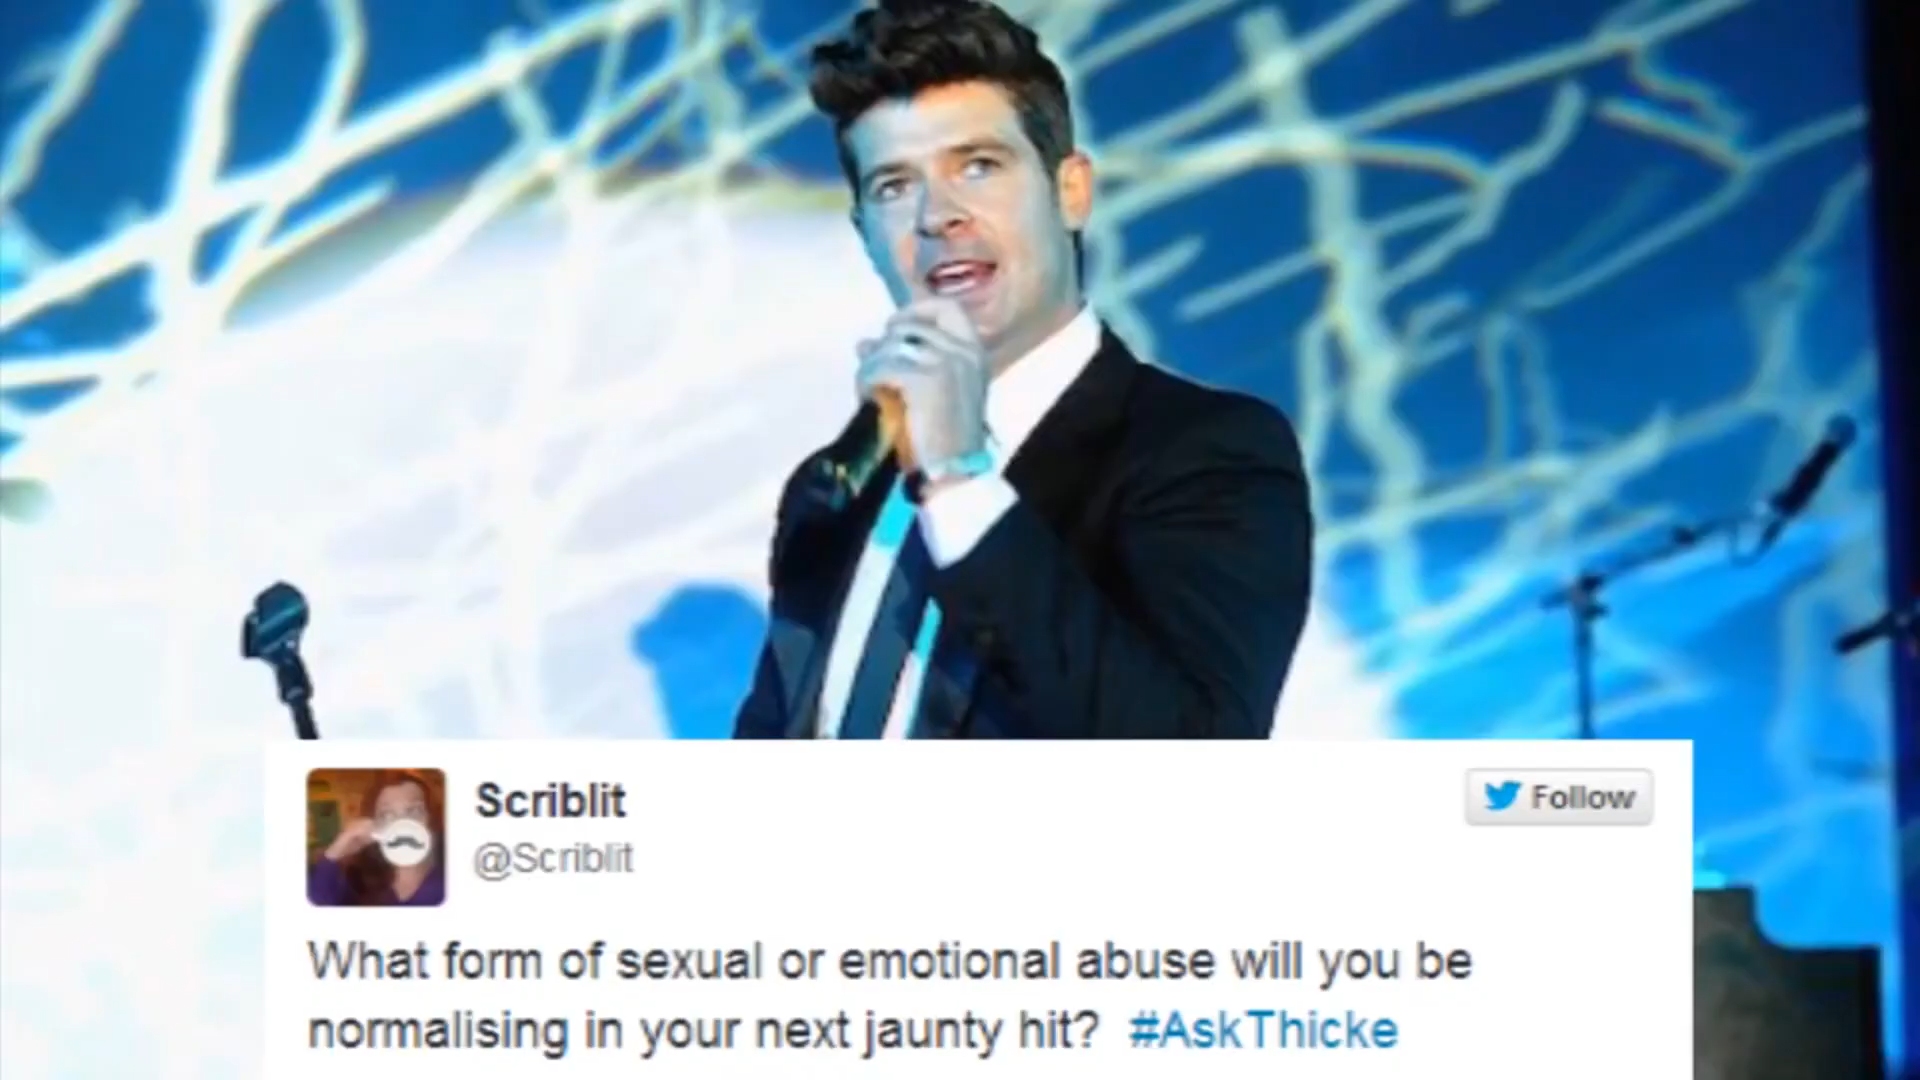 Scriblit
@Scriblit
Follow
What form of sexual or emotional abuse will you be
normalising in your next jaunty hit? #AskThicke